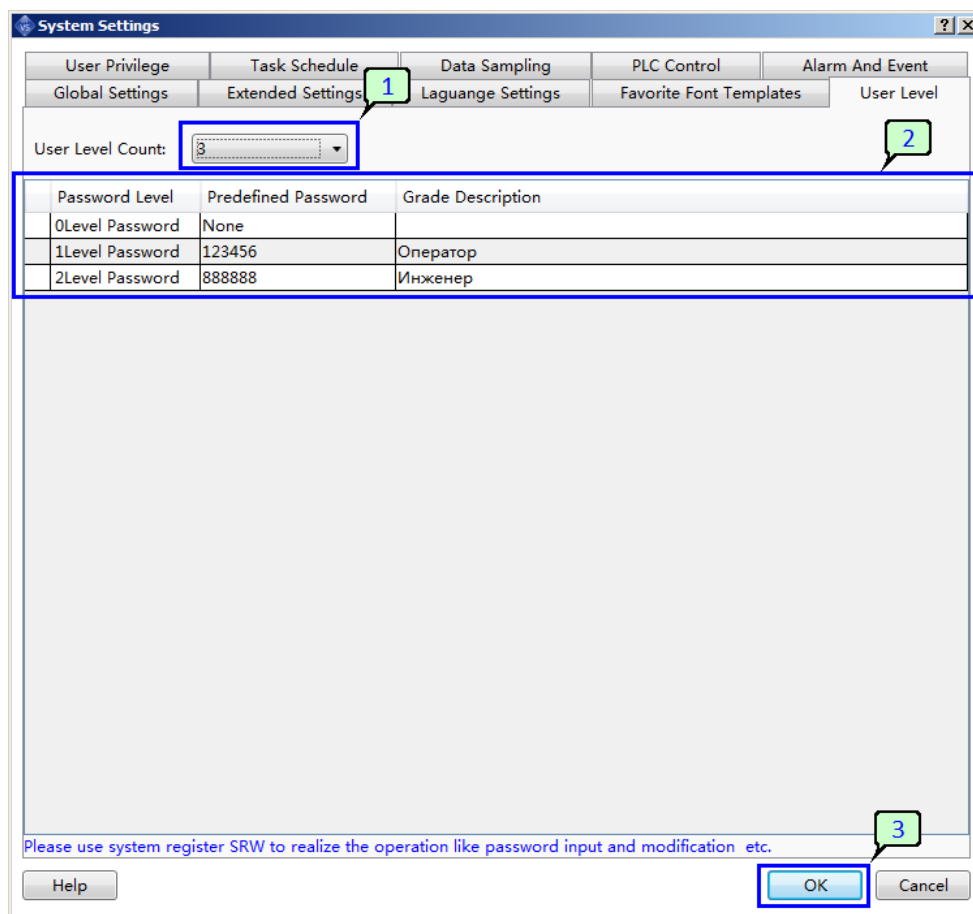 System Settings
User Privilege Task Schedule Data Sampling PLC Control Alarm And Event
1
Global Settings Extended Settings Laguange Settings Favorite Font Templates User Level
2
User Level Count: 3
Password Level Predefined Password Grade Description
0Level Password None
1Level Password 123456 Оператор
2Level Password 888888 Инженер
3
Please use system register SRW to realize the operation like password input and modification etc.
Help OK Cancel